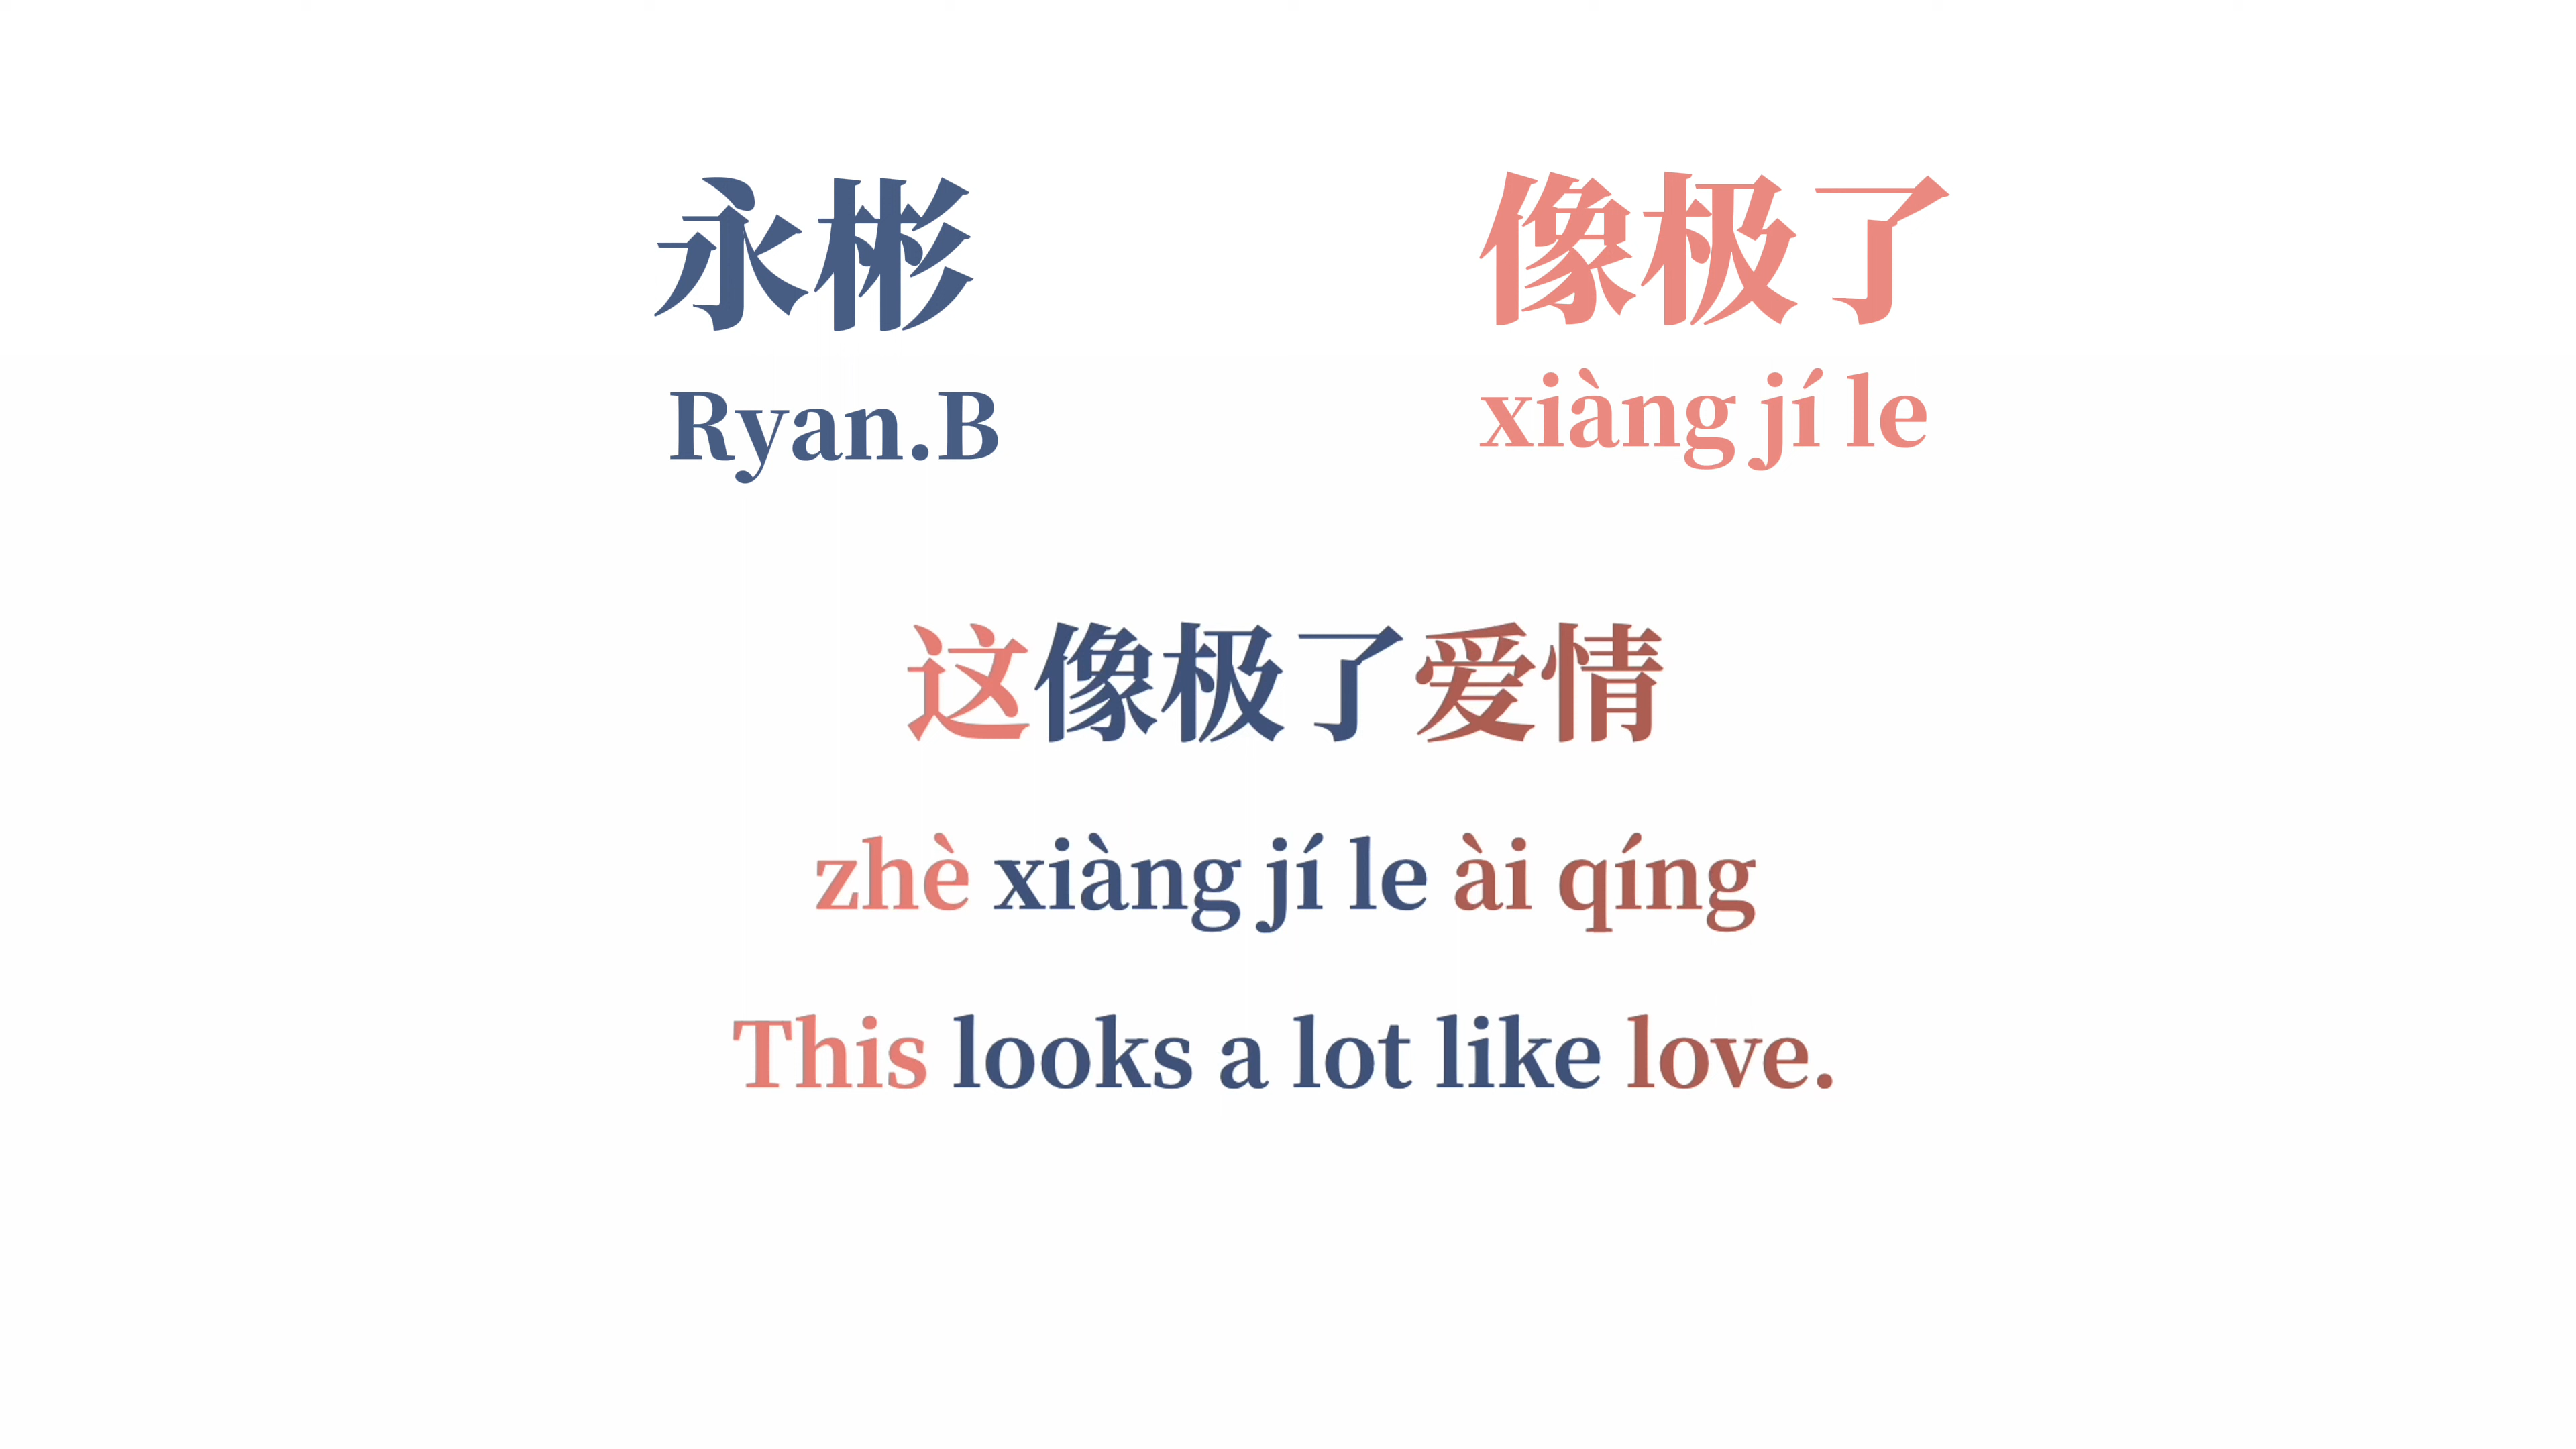 永彬
Ryan.B
像极了
xiàng jí le
这像极了爱情
zhè xiàng jí le ài qíng
This looks a lot like love.